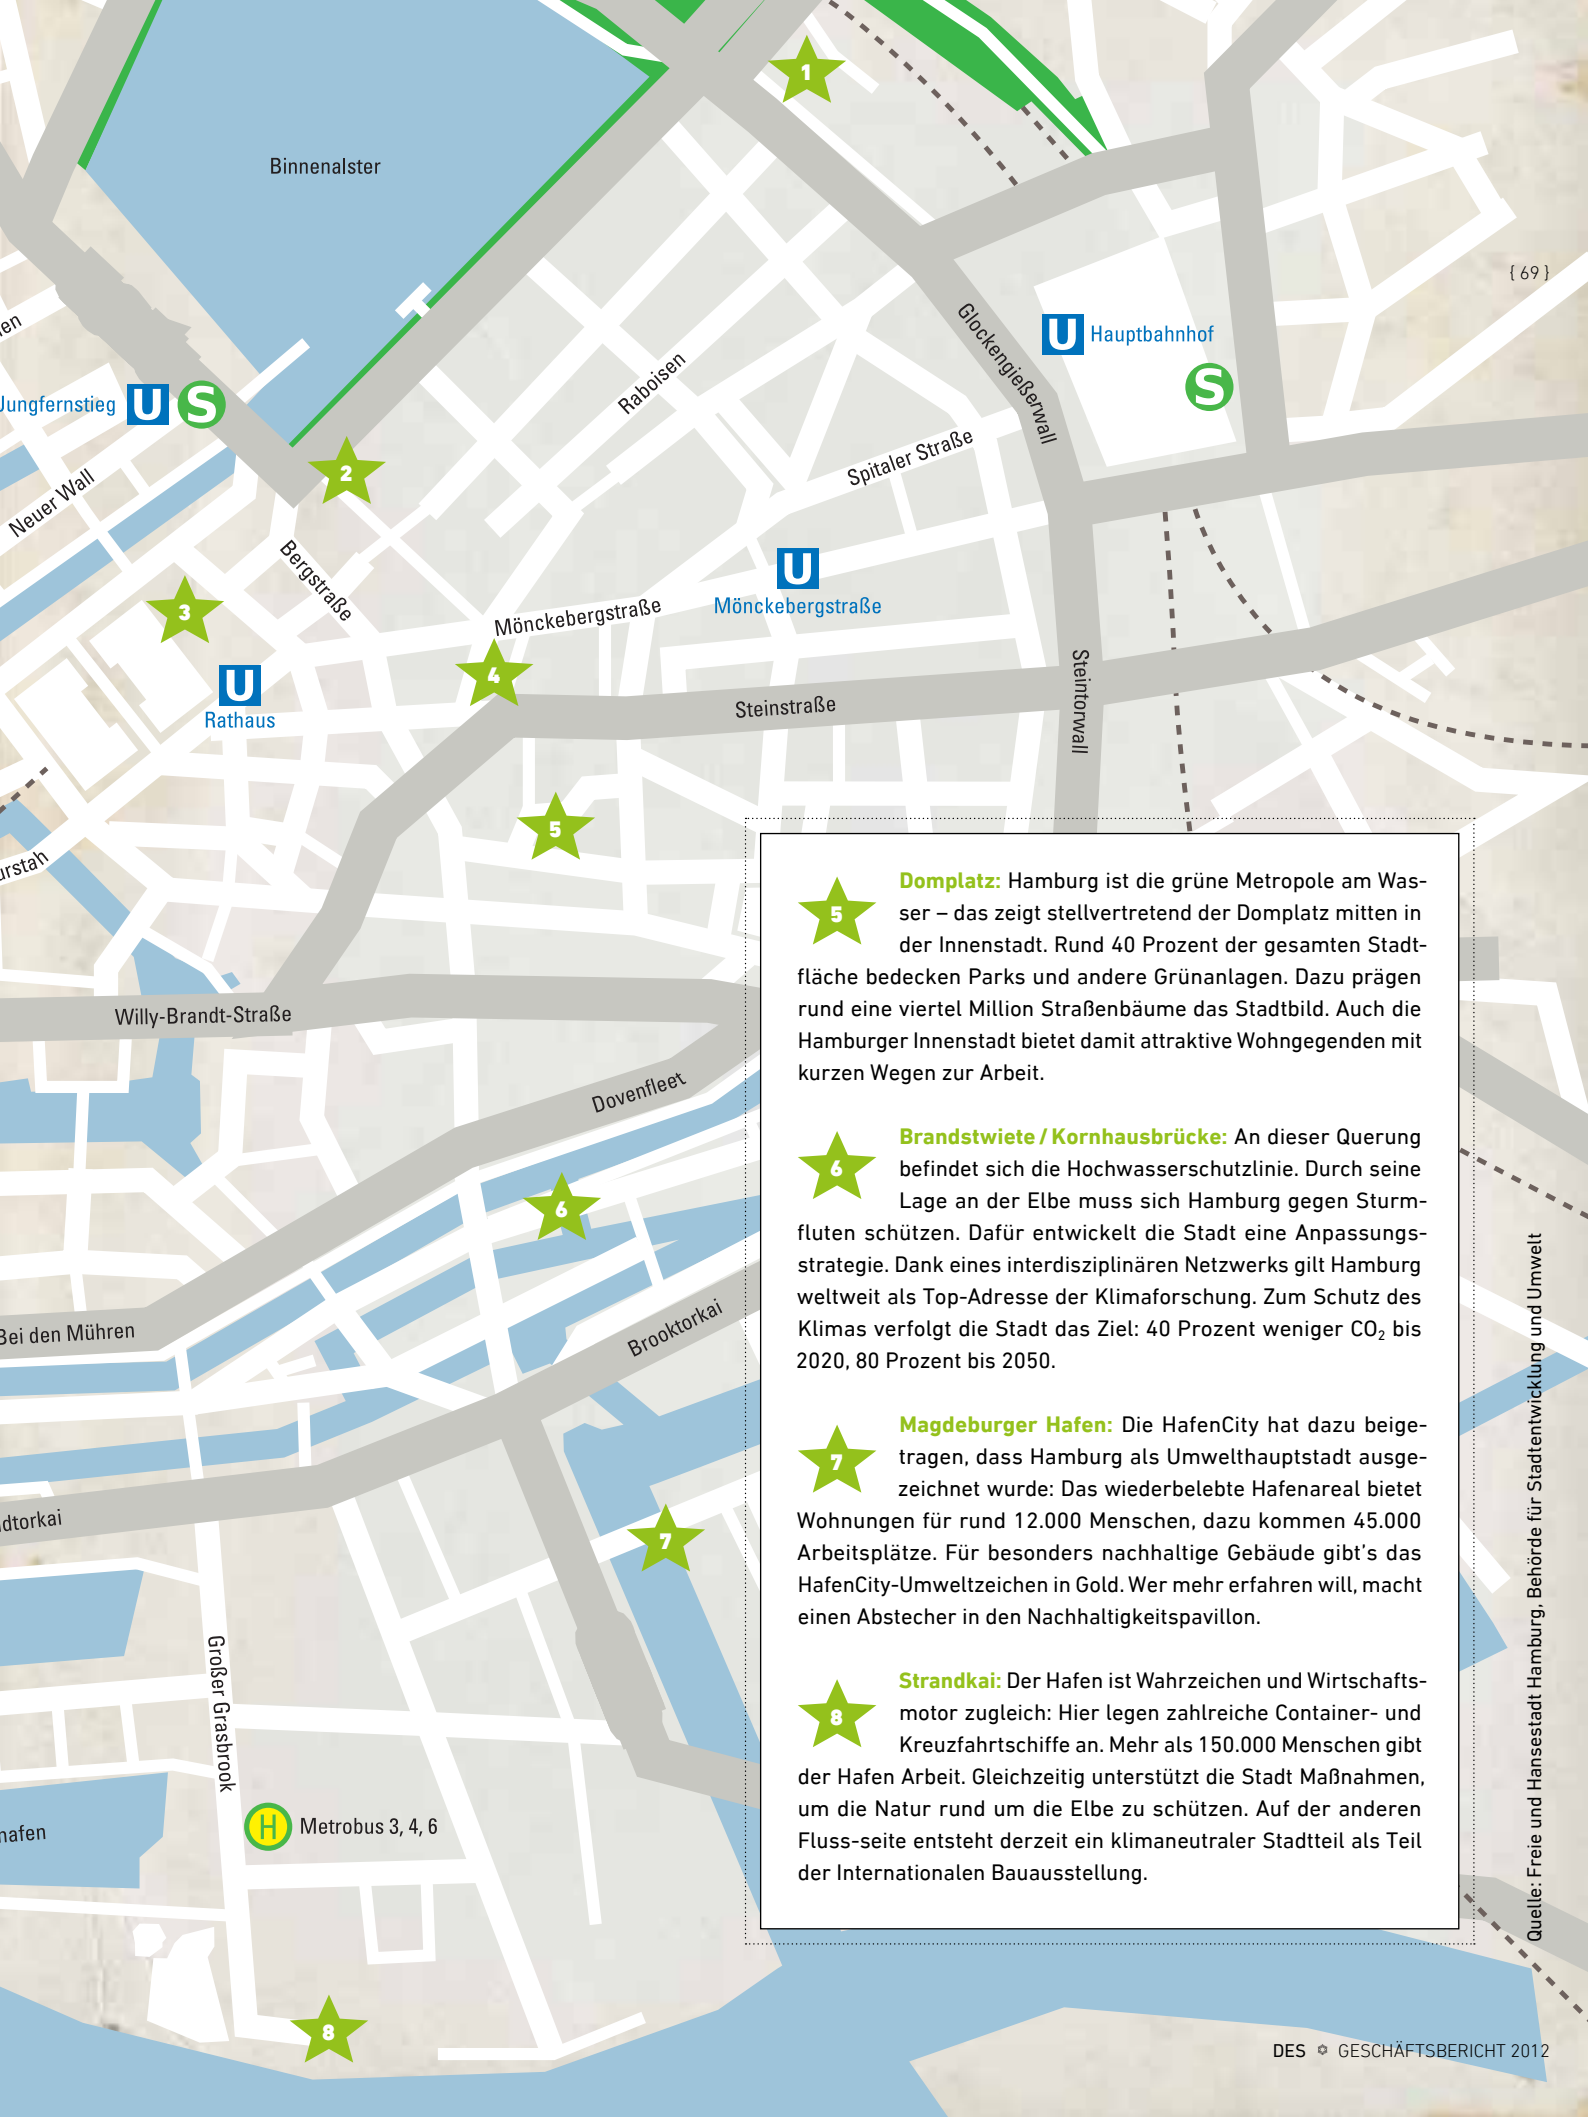 1
Binnenalster
{ 69 }
Glockengießerwall
U Hauptbahnhof
S
Raboisen
Jungfernstieg U S
Spitaler Straße
2
Neuer Wall
Bergstraße
U
Mönckebergstraße
3
Mönckebergstraße
4
U
Rathaus
Steinstraße
Steintorwall
5
Willy-Brandt-Straße
Dovenfleet
6
Bei den Mühren
Brooktorkai
7
Großer Grasbrook
H Metrobus 3, 4, 6
8
5
Domplatz: Hamburg ist die grüne Metropole am Was-
ser – das zeigt stellvertretend der Domplatz mitten in
der Innenstadt. Rund 40 Prozent der gesamten Stadt-
fläche bedecken Parks und andere Grünanlagen. Dazu prägen
rund eine viertel Million Straßenbäume das Stadtbild. Auch die
Hamburger Innenstadt bietet damit attraktive Wohngegenden mit
kurzen Wegen zur Arbeit.
6
Brandstwiete / Kornhausbrücke: An dieser Querung
befindet sich die Hochwasserschutzlinie. Durch seine
Lage an der Elbe muss sich Hamburg gegen Sturm-
fluten schützen. Dafür entwickelt die Stadt eine Anpassungs-
strategie. Dank eines interdisziplinären Netzwerks gilt Hamburg
weltweit als Top-Adresse der Klimaforschung. Zum Schutz des
Klimas verfolgt die Stadt das Ziel: 40 Prozent weniger CO₂ bis
2020, 80 Prozent bis 2050.
7
Magdeburger Hafen: Die HafenCity hat dazu beige-
tragen, dass Hamburg als Umwelthauptstadt ausge-
zeichnet wurde: Das wiederbelebte Hafenareal bietet
Wohnungen für rund 12.000 Menschen, dazu kommen 45.000
Arbeitsplätze. Für besonders nachhaltige Gebäude gibt's das
HafenCity-Umweltzeichen in Gold. Wer mehr erfahren will, macht
einen Abstecher in den Nachhaltigkeitspavillon.
8
Strandkai: Der Hafen ist Wahrzeichen und Wirtschafts-
motor zugleich: Hier legen zahlreiche Container- und
Kreuzfahrtschiffe an. Mehr als 150.000 Menschen gibt
der Hafen Arbeit. Gleichzeitig unterstützt die Stadt Maßnahmen,
um die Natur rund um die Elbe zu schützen. Auf der anderen
Fluss-seite entsteht derzeit ein klimaneutraler Stadtteil als Teil
der Internationalen Bauausstellung.
Quelle: Freie und Hansestadt Hamburg, Behörde für Stadtentwicklung und Umwelt
DES GESCHÄFTSBERICHT 2012